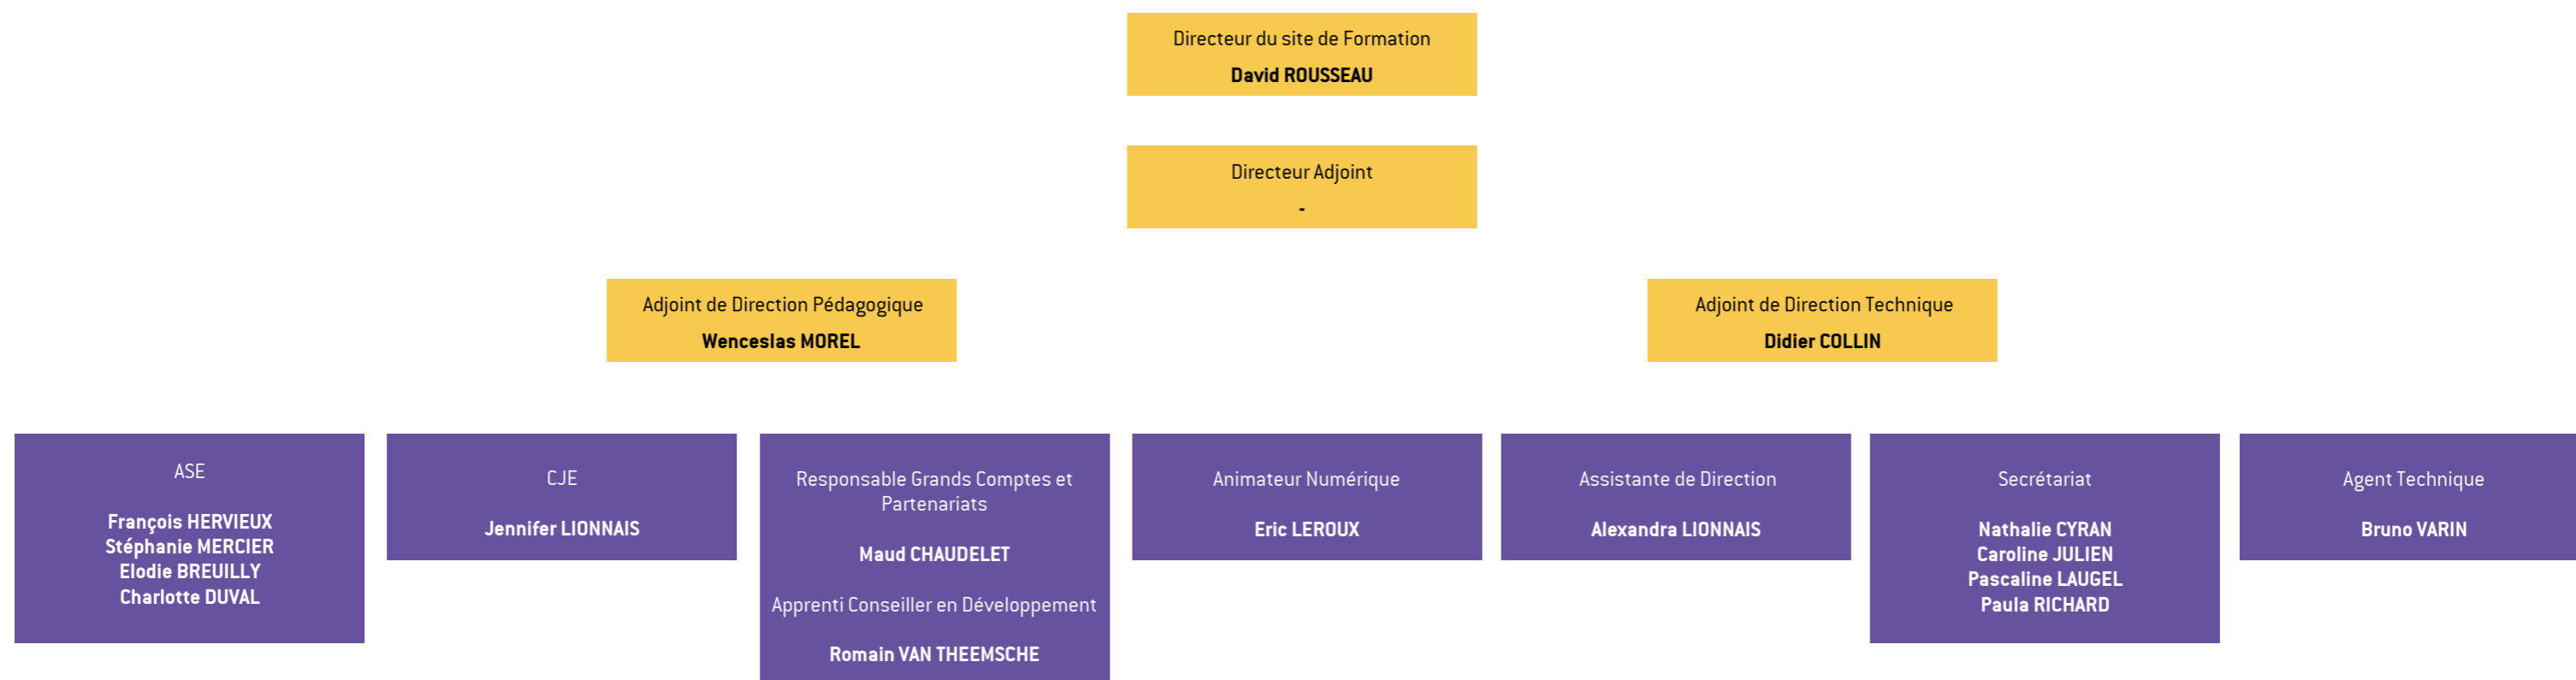 Directeur du site de Formation
David ROUSSEAU
Directeur Adjoint
-
Adjoint de Direction Pédagogique
Wenceslas MOREL
Adjoint de Direction Technique
Didier COLLIN
ASE
François HERVIEUX
Stéphanie MERCIER
Elodie BREUILLY
Charlotte DUVAL
CJE
Jennifer LIONNAIS
Responsable Grands Comptes et
Partenariats
Maud CHAUDELET
Apprenti Conseiller en Développement
Romain VAN THEEMSCHE
Animateur Numérique
Eric LEROUX
Assistante de Direction
Alexandra LIONNAIS
Secrétariat
Nathalie CYRAN
Caroline JULIEN
Pascaline LAUGEL
Paula RICHARD
Agent Technique
Bruno VARIN